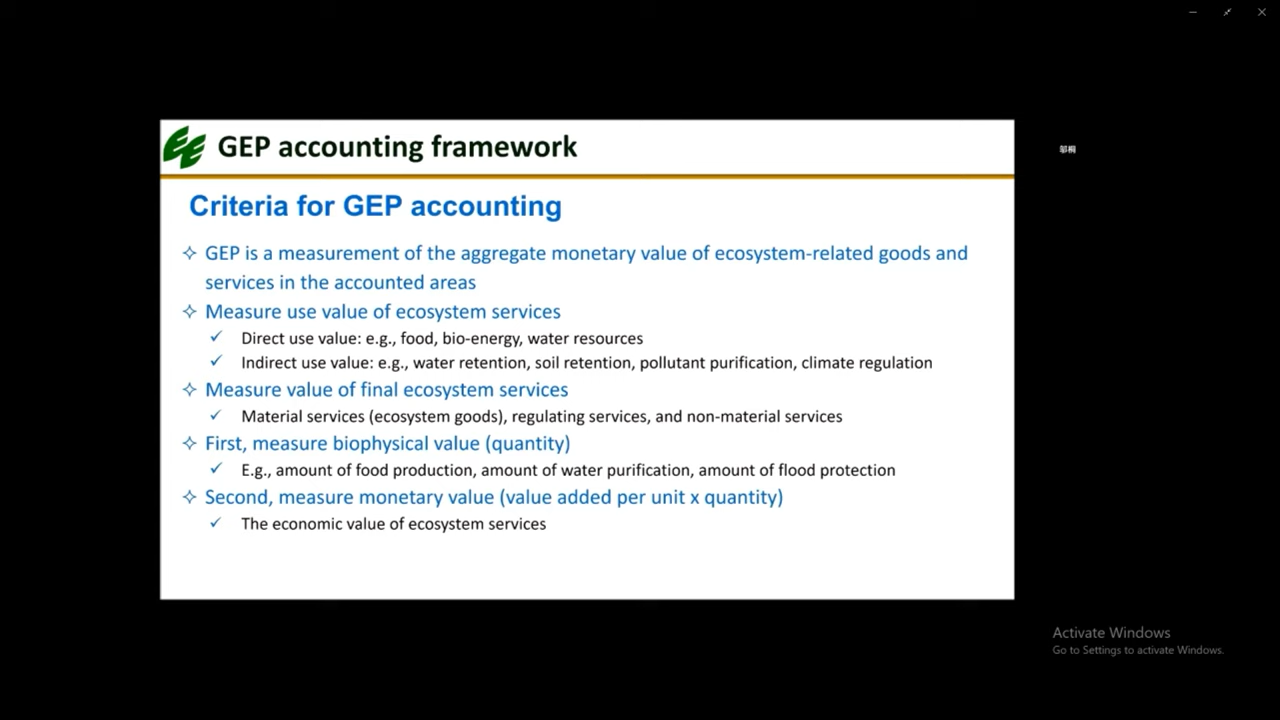 GEP accounting framework
邬桐
Criteria for GEP accounting
✧ GEP is a measurement of the aggregate monetary value of ecosystem-related goods and
services in the accounted areas
✧ Measure use value of ecosystem services
✓ Direct use value: e.g., food, bio-energy, water resources
✓ Indirect use value: e.g., water retention, soil retention, pollutant purification, climate regulation
✧ Measure value of final ecosystem services
✓ Material services (ecosystem goods), regulating services, and non-material services
✧ First, measure biophysical value (quantity)
✓ E.g., amount of food production, amount of water purification, amount of flood protection
✧ Second, measure monetary value (value added per unit x quantity)
✓ The economic value of ecosystem services
Activate Windows
Go to Settings to activate Windows.